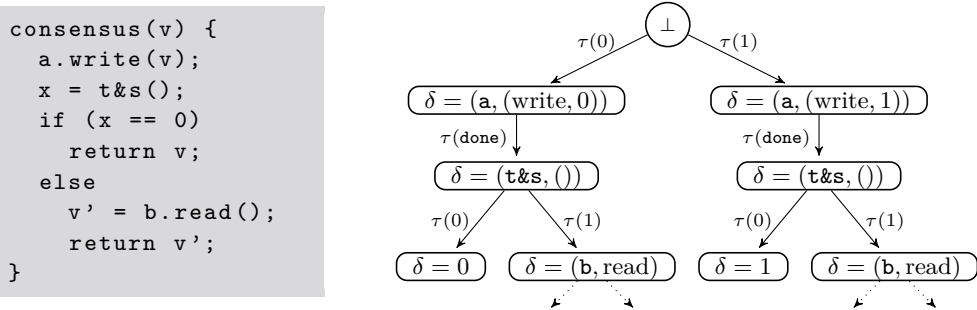 consensus(v) {
a.write(v);
x = t&s();
if (x == 0)
return v;
else
v' = b.read();
return v';
}
⊥
τ(0) τ(1)
δ = (a, (write, 0)) δ = (a, (write, 1))
τ(done) τ(done)
δ = (t&s, ()) δ = (t&s, ())
τ(0) τ(1) τ(0) τ(1)
δ = 0 δ = (b, read) δ = 1 δ = (b, read)